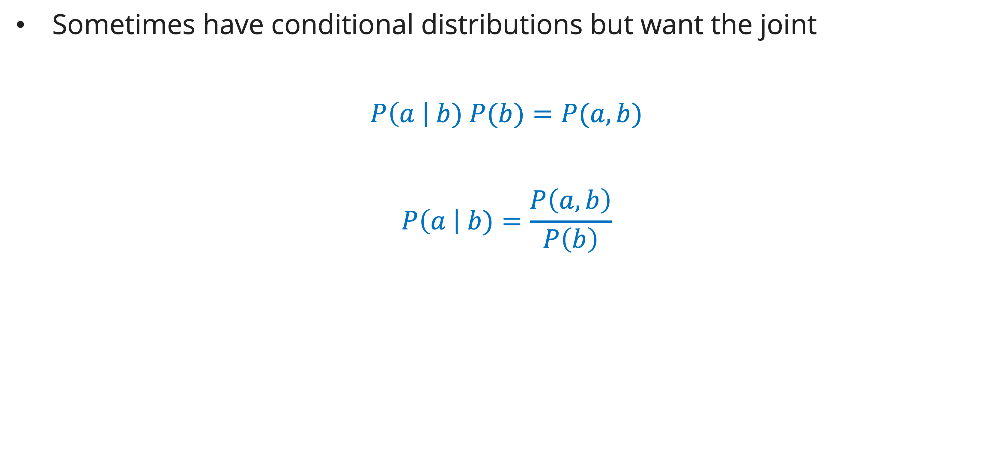 • Sometimes have conditional distributions but want the joint
P(a | b) P(b) = P(a, b)
P(a | b) = P(a, b) / P(b)